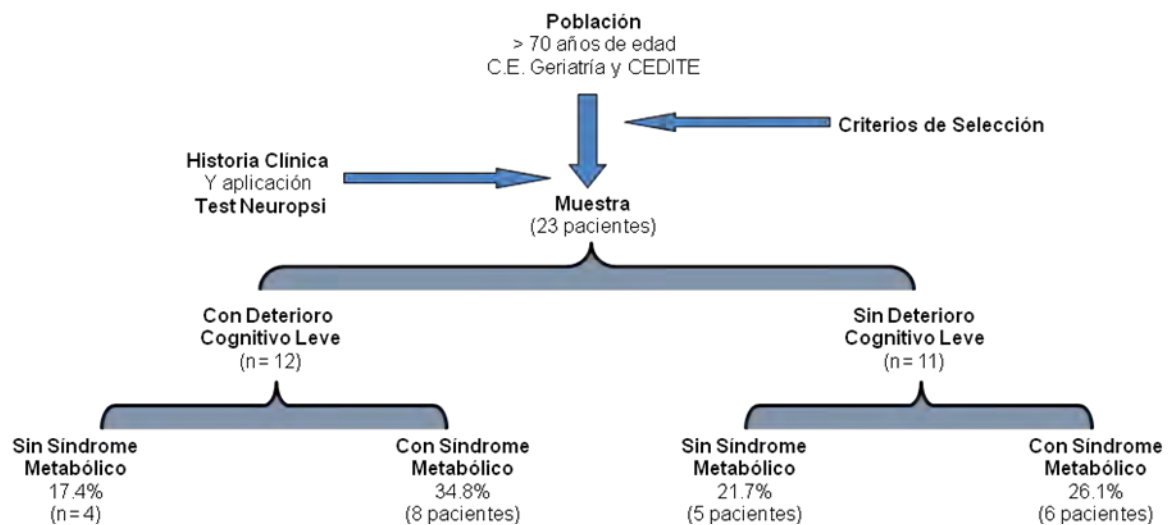 Población
> 70 años de edad
C.E. Geriatría y CEDITE
Criterios de Selección
Historia Clínica
Y aplicación
Test Neuropsi
Muestra
(23 pacientes)
Con Deterioro
Cognitivo Leve
(n= 12)
Sin Deterioro
Cognitivo Leve
(n= 11)
Sin Síndrome
Metabólico
17.4%
(n= 4)
Con Síndrome
Metabólico
34.8%
(8 pacientes)
Sin Síndrome
Metabólico
21.7%
(5 pacientes)
Con Síndrome
Metabólico
26.1%
(6 pacientes)